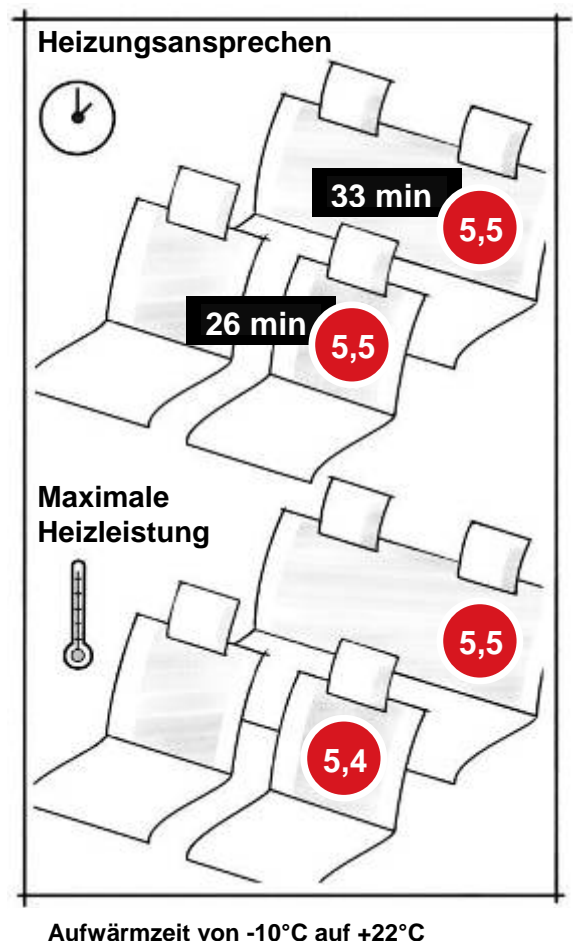 Heizungsansprechen
33 min
5,5
26 min
5,5
Maximale
Heizleistung
5,5
5,4
Aufwärmzeit von -10°C auf +22°C